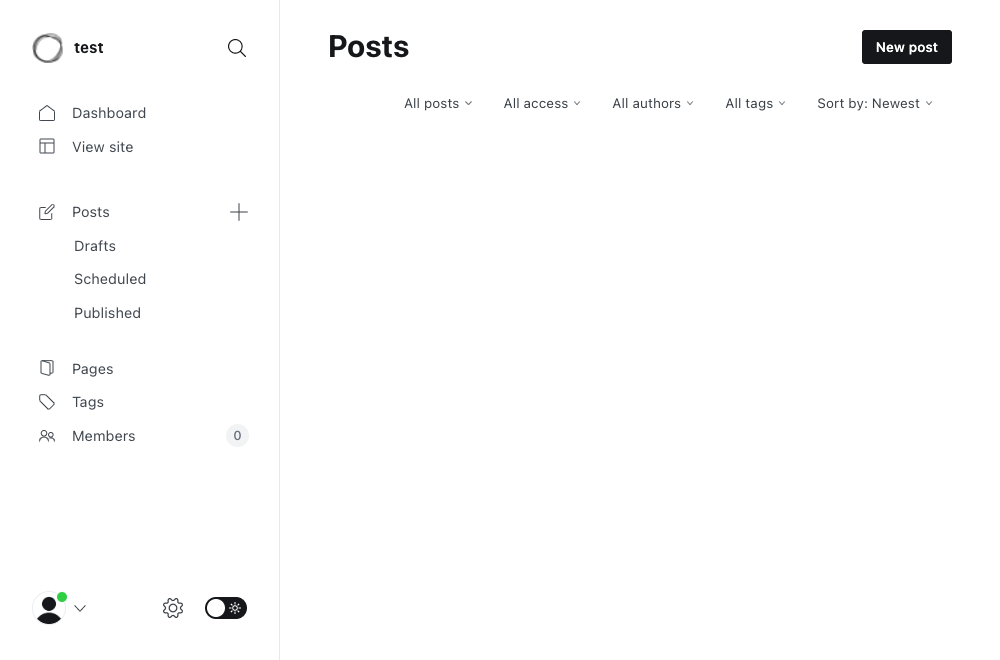 test
Dashboard
View site
Posts
Drafts
Scheduled
Published
Pages
Tags
Members 0
Posts
New post
All posts All access All authors All tags Sort by: Newest